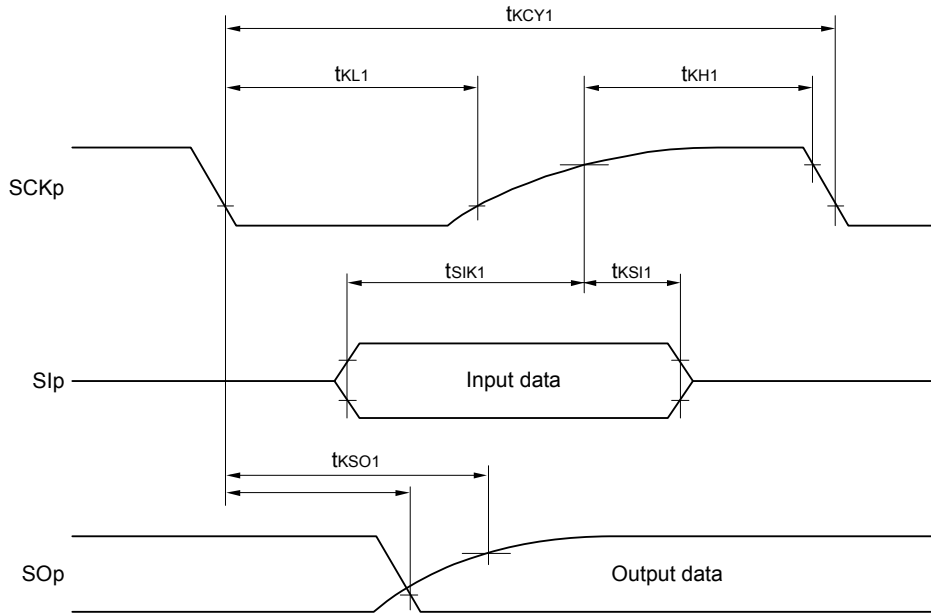 tKCY1
tKL1
tKH1
SCKp
tSIK1
tKSI1
SIp
Input data
tKSO1
SOp
Output data